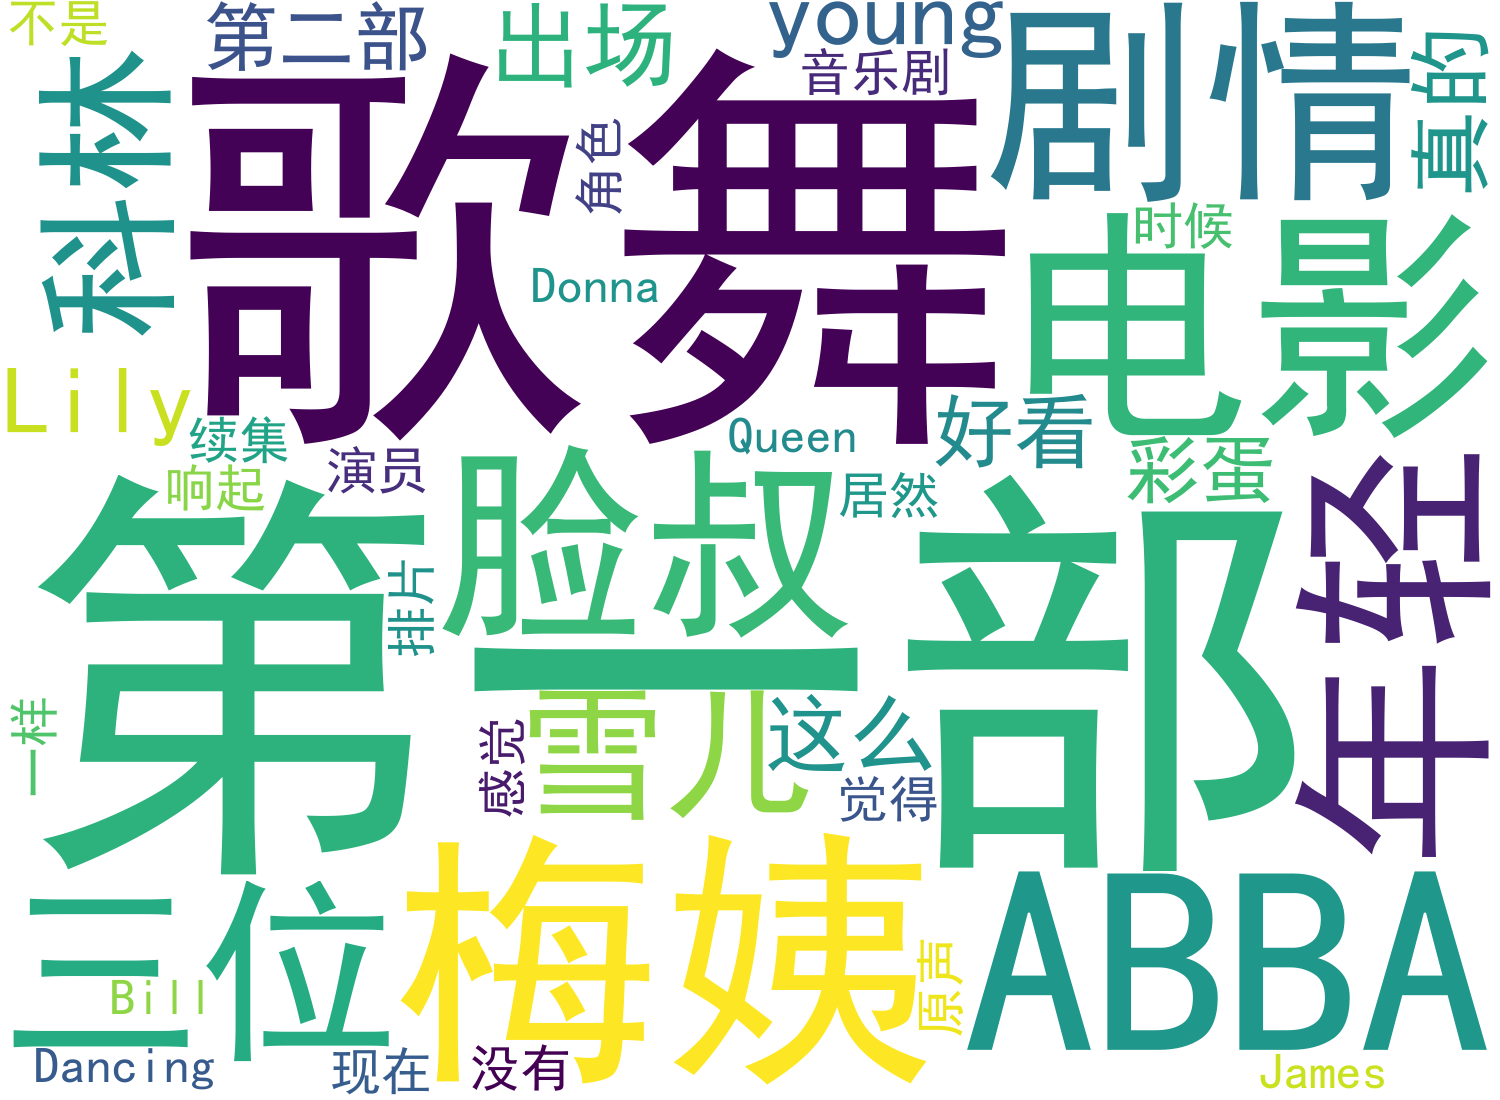 不是
第二部
出场
young
音乐剧
剧情
真的
科林
歌舞
角色
时候
Donna
电影
Lily
续集
响起
演员
Queen
好看
居然
彩蛋
年轻
第一部
脸叔
排片
一样
感觉
雪儿
这么
觉得
三位
梅姨
原声
ABBA
Bill
Dancing
现在
没有
James